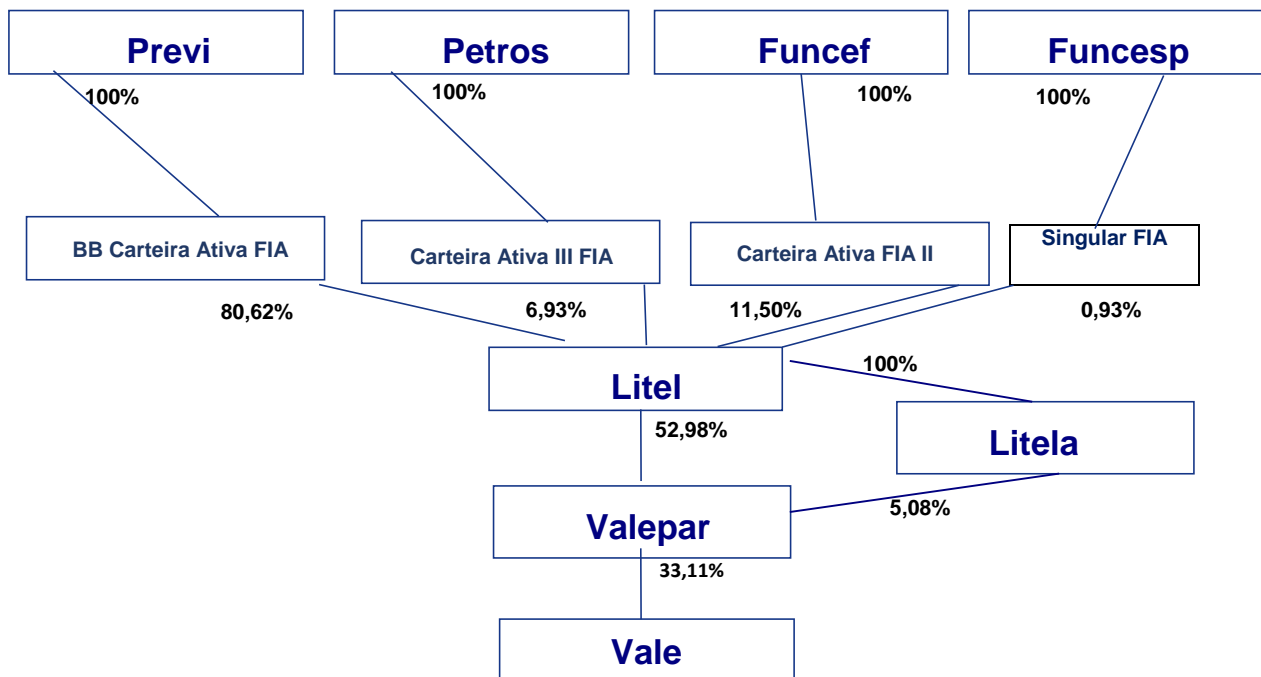 Previ
Petros
Funcef
Funcesp
100%
100%
100%
100%
BB Carteira Ativa FIA
Carteira Ativa III FIA
Carteira Ativa FIA II
Singular FIA
80,62%
6,93%
11,50%
0,93%
Litel
100%
52,98%
Litela
5,08%
Valepar
33,11%
Vale